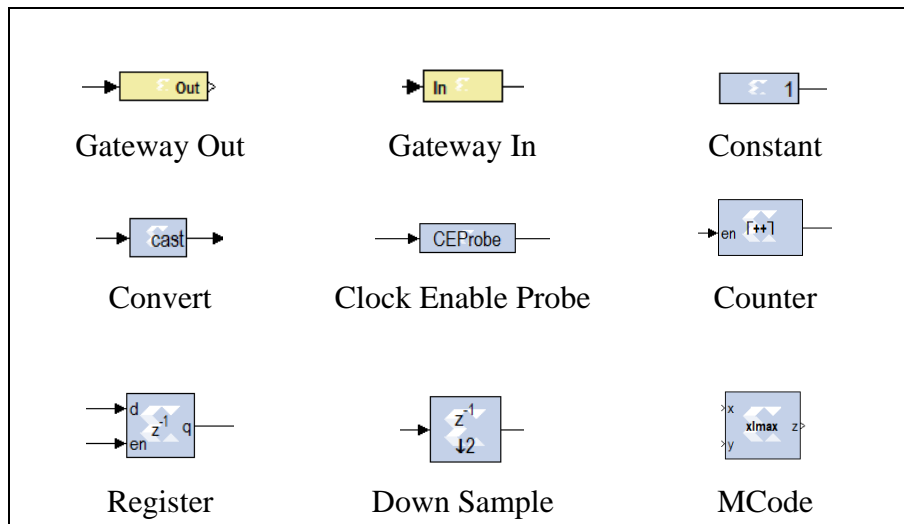 Out
In
1
Gateway Out
Gateway In
Constant
cast
CEProbe
en
[++]
Convert
Clock Enable Probe
Counter
d
z⁻¹
q
en
z⁻¹
↓2
x
xlmax
z
y
Register
Down Sample
MCode